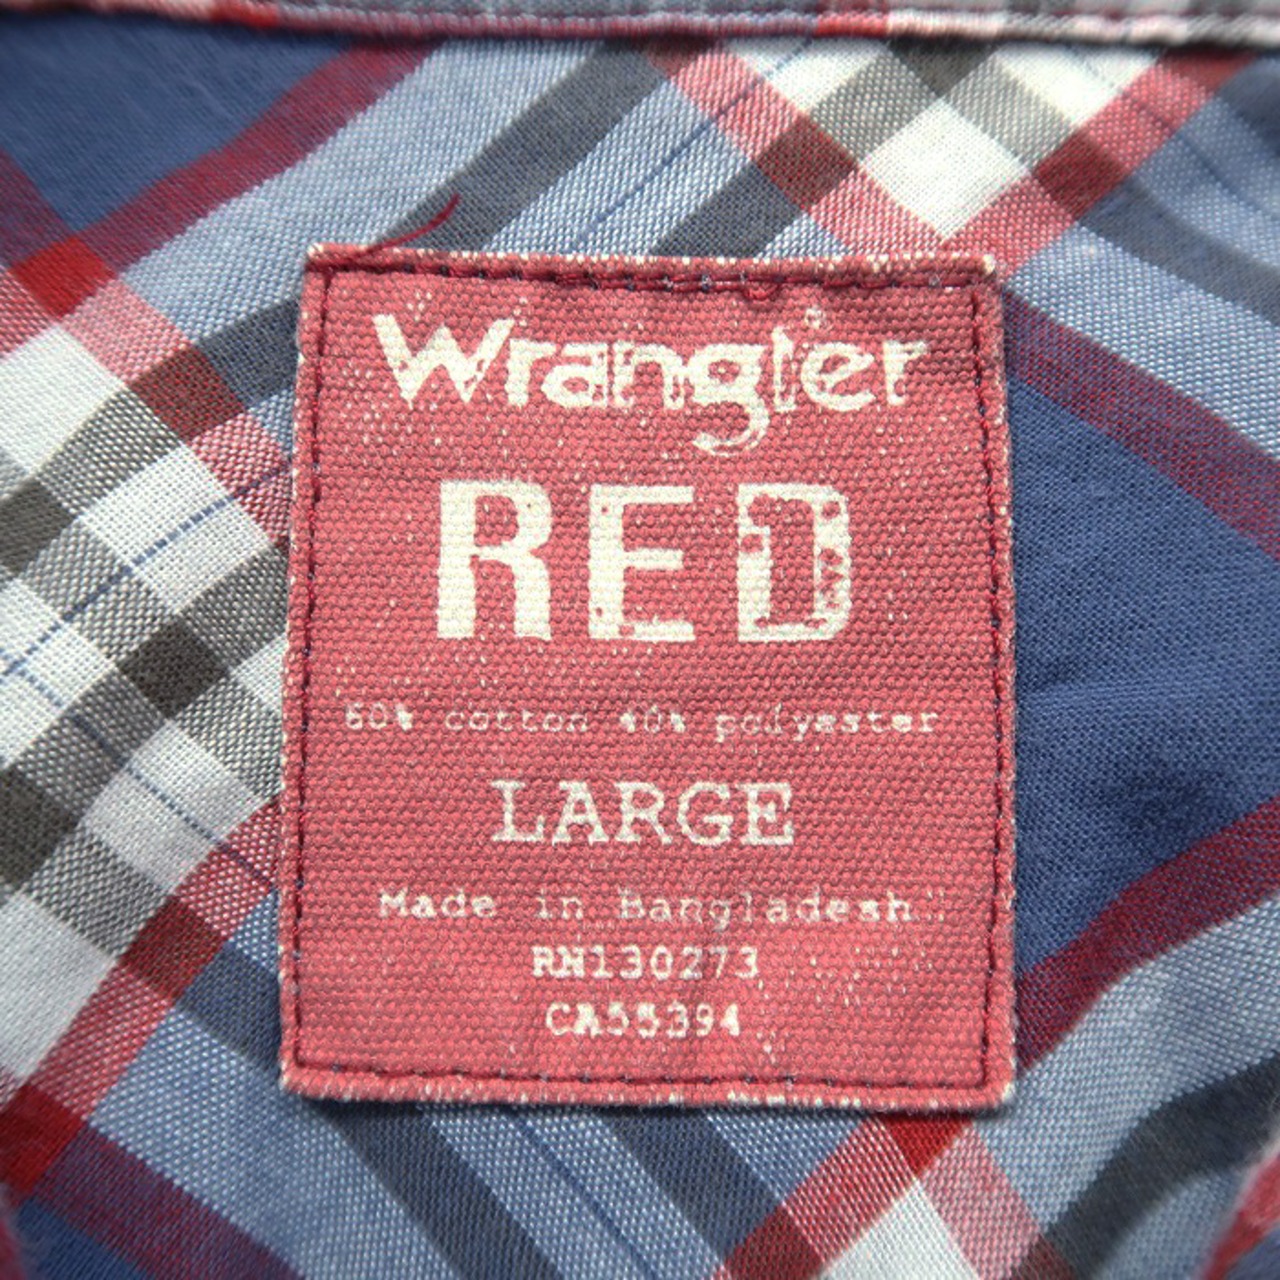 Wrangler
RED
60% cotton 40% polyester
LARGE
Made in Bangladesh
RN130273
CA55394